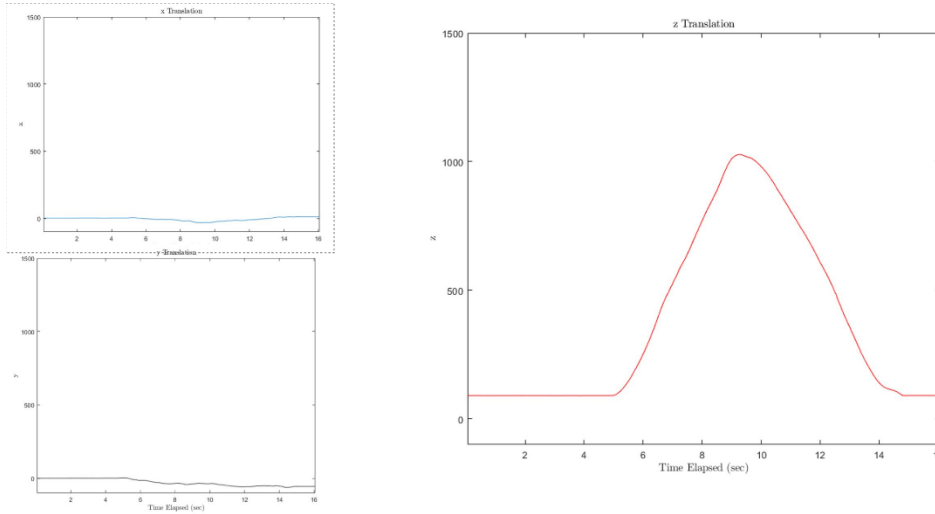 x Translation
1500
1000
500
0
x
2 4 6 8 10 12 14 16
y Translation
1500
1000
500
0
y
2 4 6 8 10 12 14 16
Time Elapsed (sec)
z Translation
1500
1000
500
0
z
2 4 6 8 10 12 14
Time Elapsed (sec)